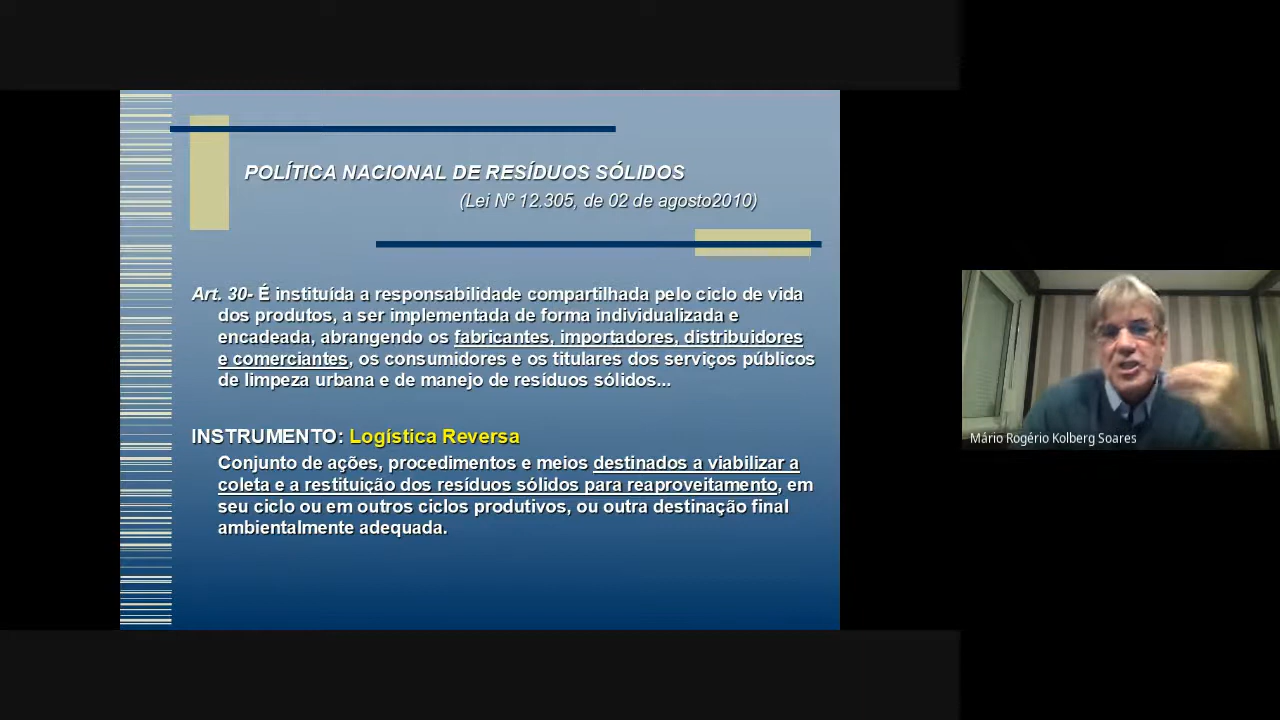 POLÍTICA NACIONAL DE RESÍDUOS SÓLIDOS
(Lei Nº 12.305, de 02 de agosto2010)
Art. 30- É instituída a responsabilidade compartilhada pelo ciclo de vida
dos produtos, a ser implementada de forma individualizada e
encadeada, abrangendo os fabricantes, importadores, distribuidores
e comerciantes, os consumidores e os titulares dos serviços públicos
de limpeza urbana e de manejo de resíduos sólidos...
INSTRUMENTO: Logística Reversa
Conjunto de ações, procedimentos e meios destinados a viabilizar a
coleta e a restituição dos resíduos sólidos para reaproveitamento, em
seu ciclo ou em outros ciclos produtivos, ou outra destinação final
ambientalmente adequada.
Mário Rogério Kolberg Soares